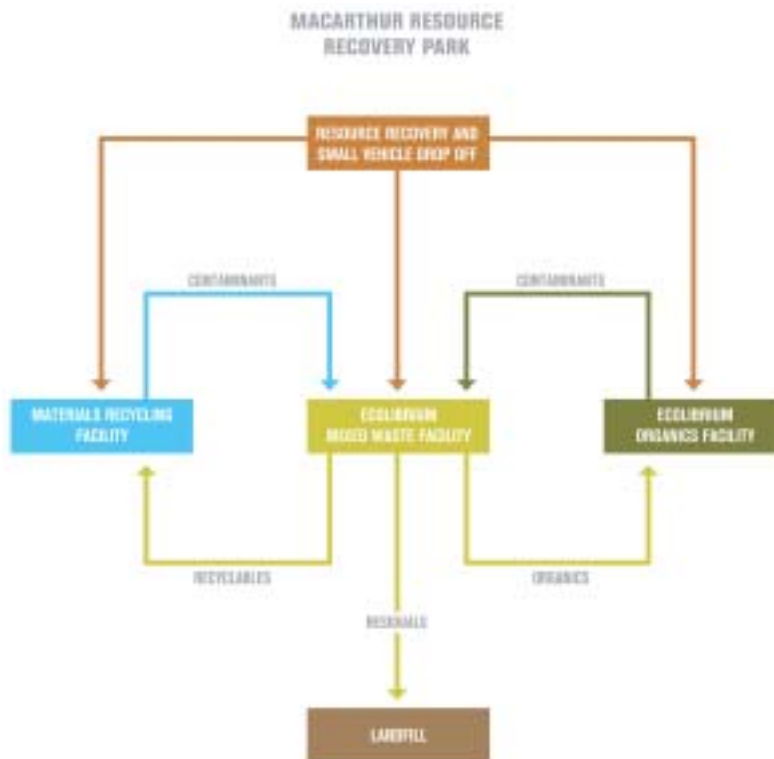 MACARTHUR RESOURCE
RECOVERY PARK
RESOURCE RECOVERY AND
SMALL VEHICLE DROP OFF
CONTAMINANTS
CONTAMINANTS
MATERIALS RECYCLING
FACILITY
ECOLIBRIUM
MIXED WASTE FACILITY
ECOLIBRIUM
ORGANICS FACILITY
RECYCLABLES
ORGANICS
RESIDUALS
LANDFILL